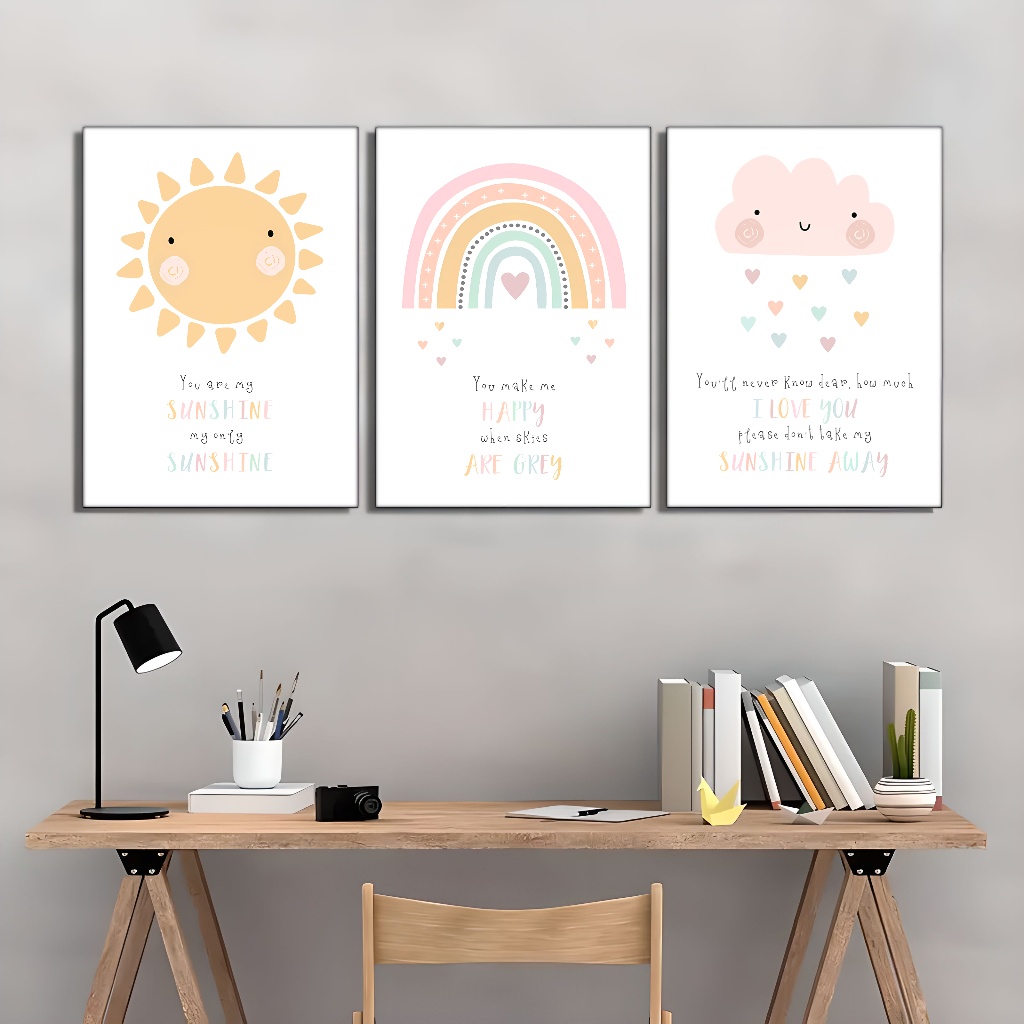 You are my
SUNSHINE
my only
SUNSHINE
You make me
HAPPY
when skies
ARE GREY
You'll never know dear, how much
I LOVE YOU
please don't take my
SUNSHINE AWAY